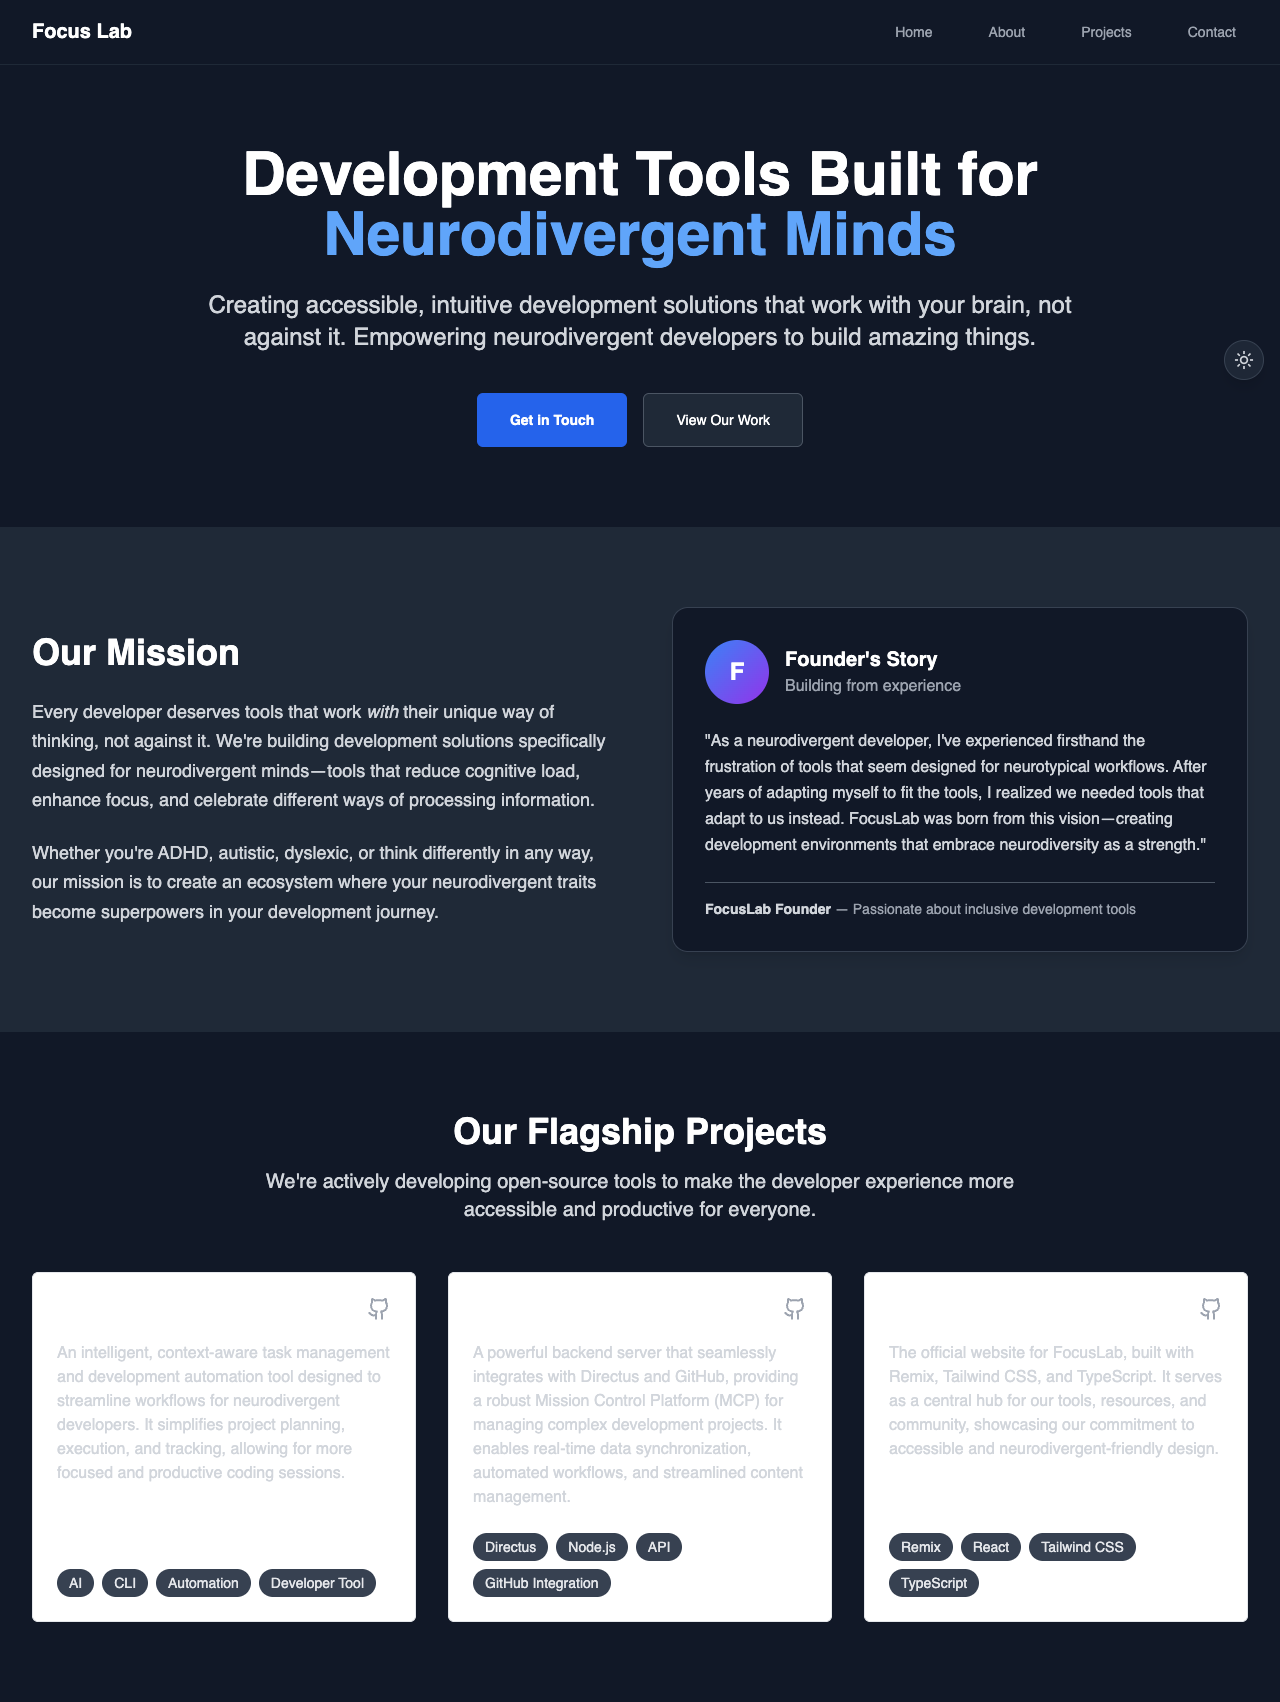 Focus Lab
Home
About
Projects
Contact
Development Tools Built for
Neurodivergent Minds
Creating accessible, intuitive development solutions that work with your brain, not
against it. Empowering neurodivergent developers to build amazing things.
Get in Touch
View Our Work
Our Mission
Every developer deserves tools that work with their unique way of
thinking, not against it. We're building development solutions specifically
designed for neurodivergent minds—tools that reduce cognitive load,
enhance focus, and celebrate different ways of processing information.
Whether you're ADHD, autistic, dyslexic, or think differently in any way,
our mission is to create an ecosystem where your neurodivergent traits
become superpowers in your development journey.
F
Founder's Story
Building from experience
"As a neurodivergent developer, I've experienced firsthand the
frustration of tools that seem designed for neurotypical workflows. After
years of adapting myself to fit the tools, I realized we needed tools that
adapt to us instead. FocusLab was born from this vision—creating
development environments that embrace neurodiversity as a strength."
FocusLab Founder — Passionate about inclusive development tools
Our Flagship Projects
We're actively developing open-source tools to make the developer experience more
accessible and productive for everyone.
An intelligent, context-aware task management
and development automation tool designed to
streamline workflows for neurodivergent
developers. It simplifies project planning,
execution, and tracking, allowing for more
focused and productive coding sessions.
AI
CLI
Automation
Developer Tool
A powerful backend server that seamlessly
integrates with Directus and GitHub, providing
a robust Mission Control Platform (MCP) for
managing complex development projects. It
enables real-time data synchronization,
automated workflows, and streamlined content
management.
Directus
Node.js
API
GitHub Integration
The official website for FocusLab, built with
Remix, Tailwind CSS, and TypeScript. It serves
as a central hub for our tools, resources, and
community, showcasing our commitment to
accessible and neurodivergent-friendly design.
Remix
React
Tailwind CSS
TypeScript